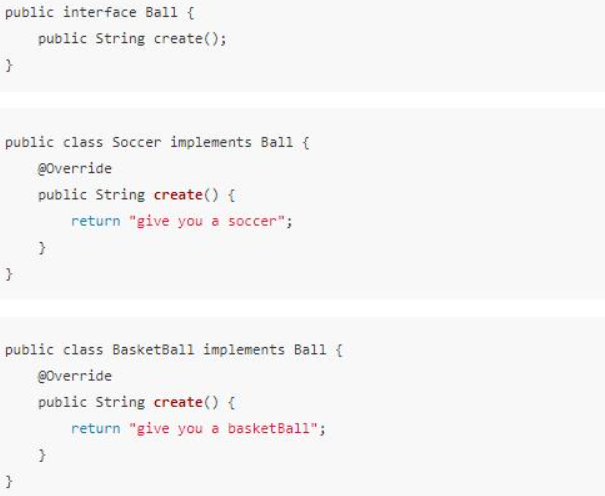 public interface Ball {
    public String create();
}
public class Soccer implements Ball {
    @Override
    public String create() {
        return "give you a soccer";
    }
}
public class BasketBall implements Ball {
    @Override
    public String create() {
        return "give you a basketBall";
    }
}